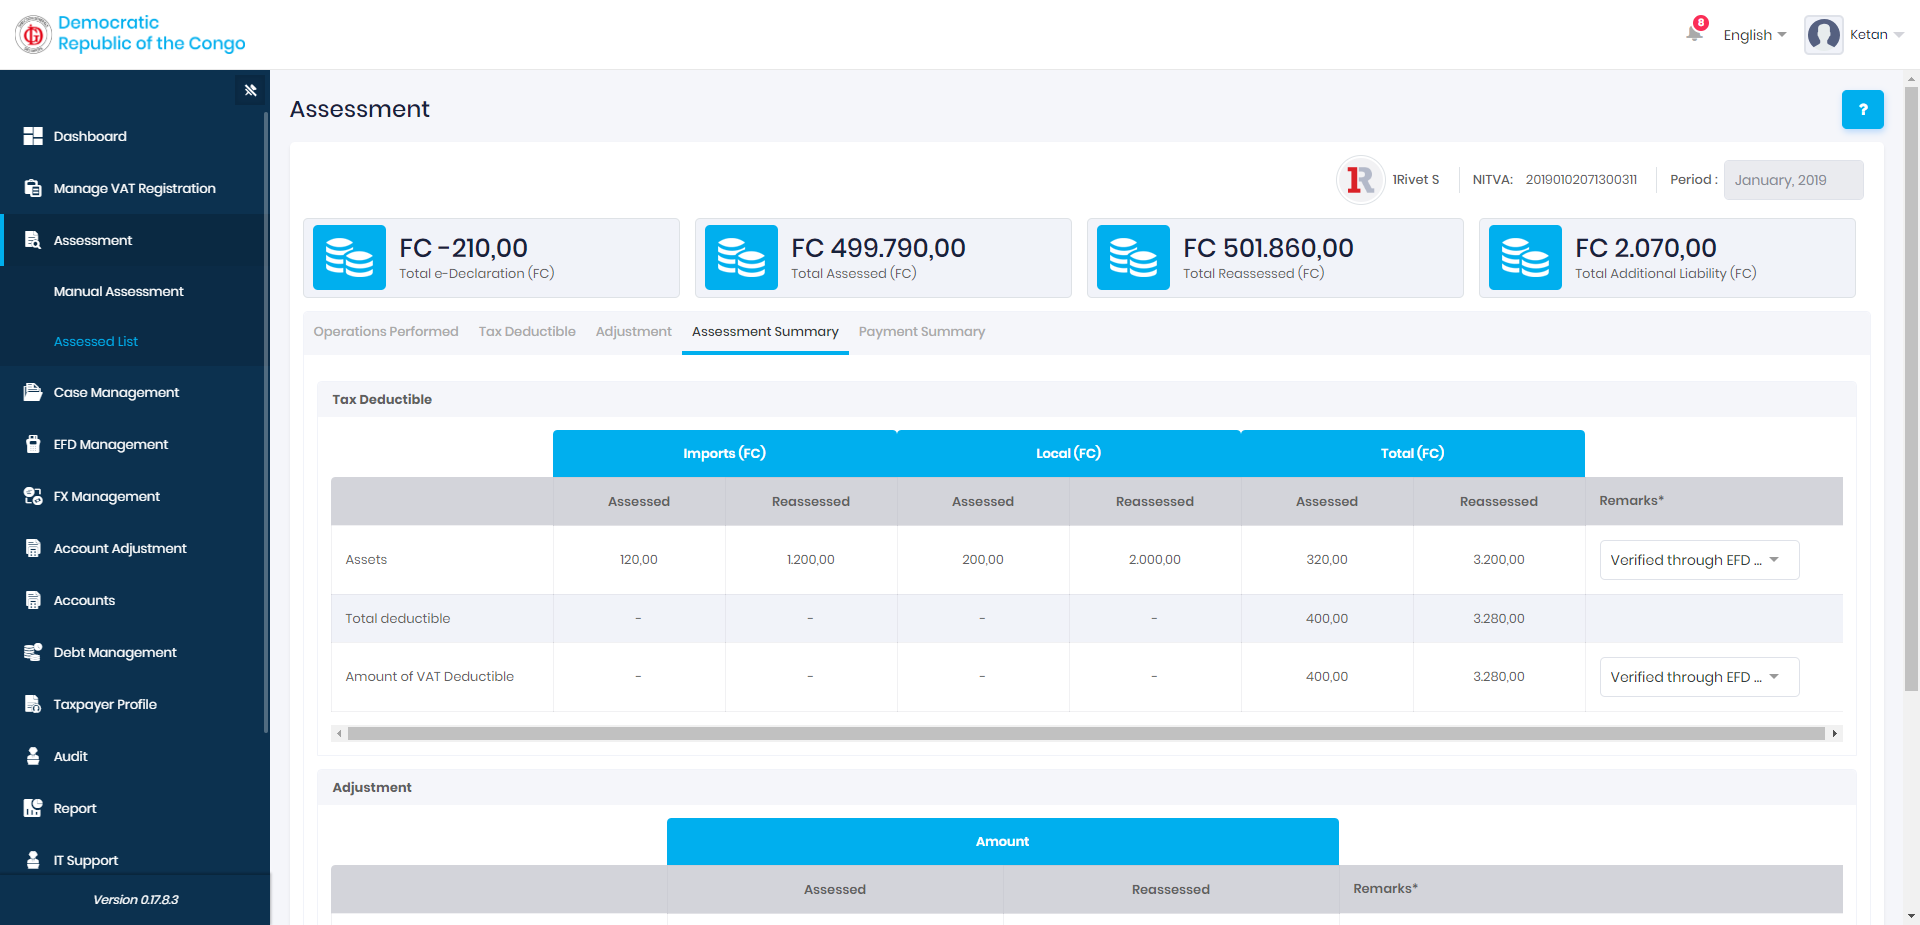 Democratic
Republic of the Congo
8
English
Ketan
Dashboard
Manage VAT Registration
Assessment
Manual Assessment
Assessed List
Case Management
EFD Management
FX Management
Account Adjustment
Accounts
Debt Management
Taxpayer Profile
Audit
Report
IT Support
Version 0.17.8.3
Assessment
?
1R
1Rivet S
NITVA: 20190102071300311
Period : January, 2019
FC -210,00
Total e-Declaration (FC)
FC 499.790,00
Total Assessed (FC)
FC 501.860,00
Total Reassessed (FC)
FC 2.070,00
Total Additional Liability (FC)
Operations Performed Tax Deductible Adjustment Assessment Summary Payment Summary
Tax Deductible
Imports (FC) Local (FC) Total (FC)
Assessed Reassessed Assessed Reassessed Assessed Reassessed Remarks*
Assets 120,00 1.200,00 200,00 2.000,00 320,00 3.200,00 Verified through EFD ...
Total deductible - - - - 400,00 3.280,00
Amount of VAT Deductible - - - - 400,00 3.280,00 Verified through EFD ...
Adjustment
Amount
Assessed Reassessed Remarks*